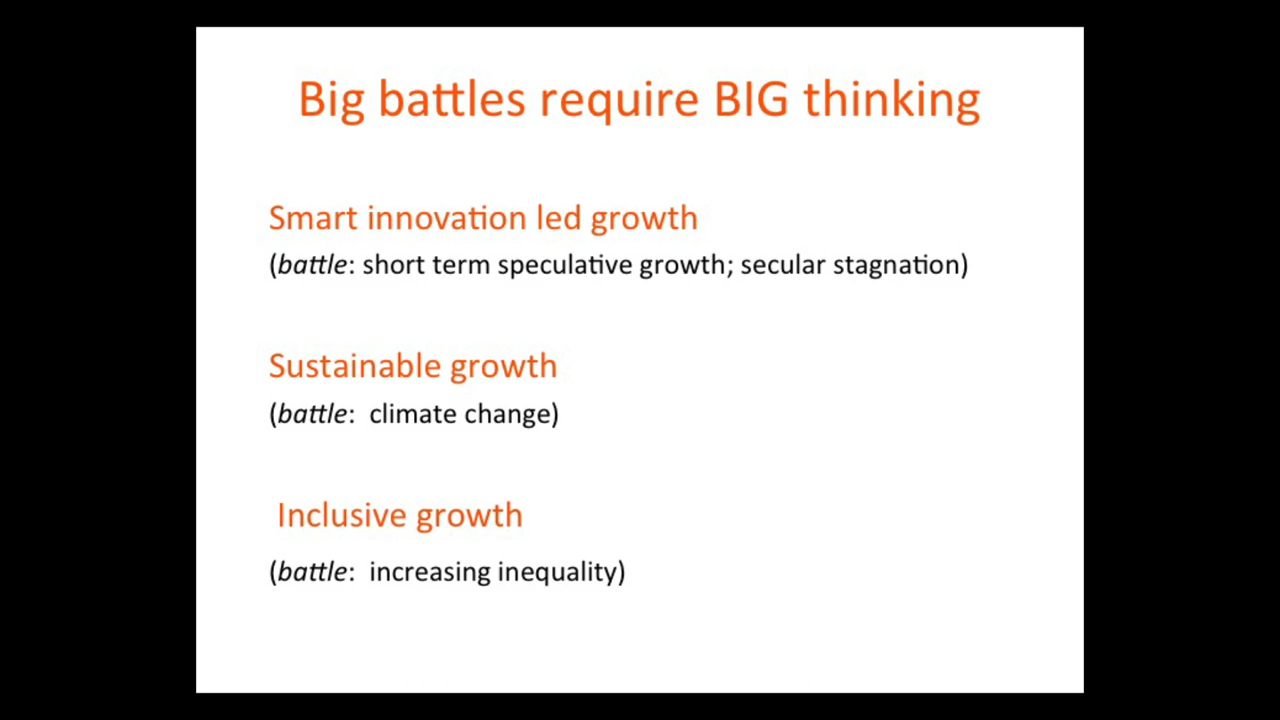 Big battles require BIG thinking
Smart innovation led growth
(battle: short term speculative growth; secular stagnation)
Sustainable growth
(battle:  climate change)
Inclusive growth
(battle:  increasing inequality)